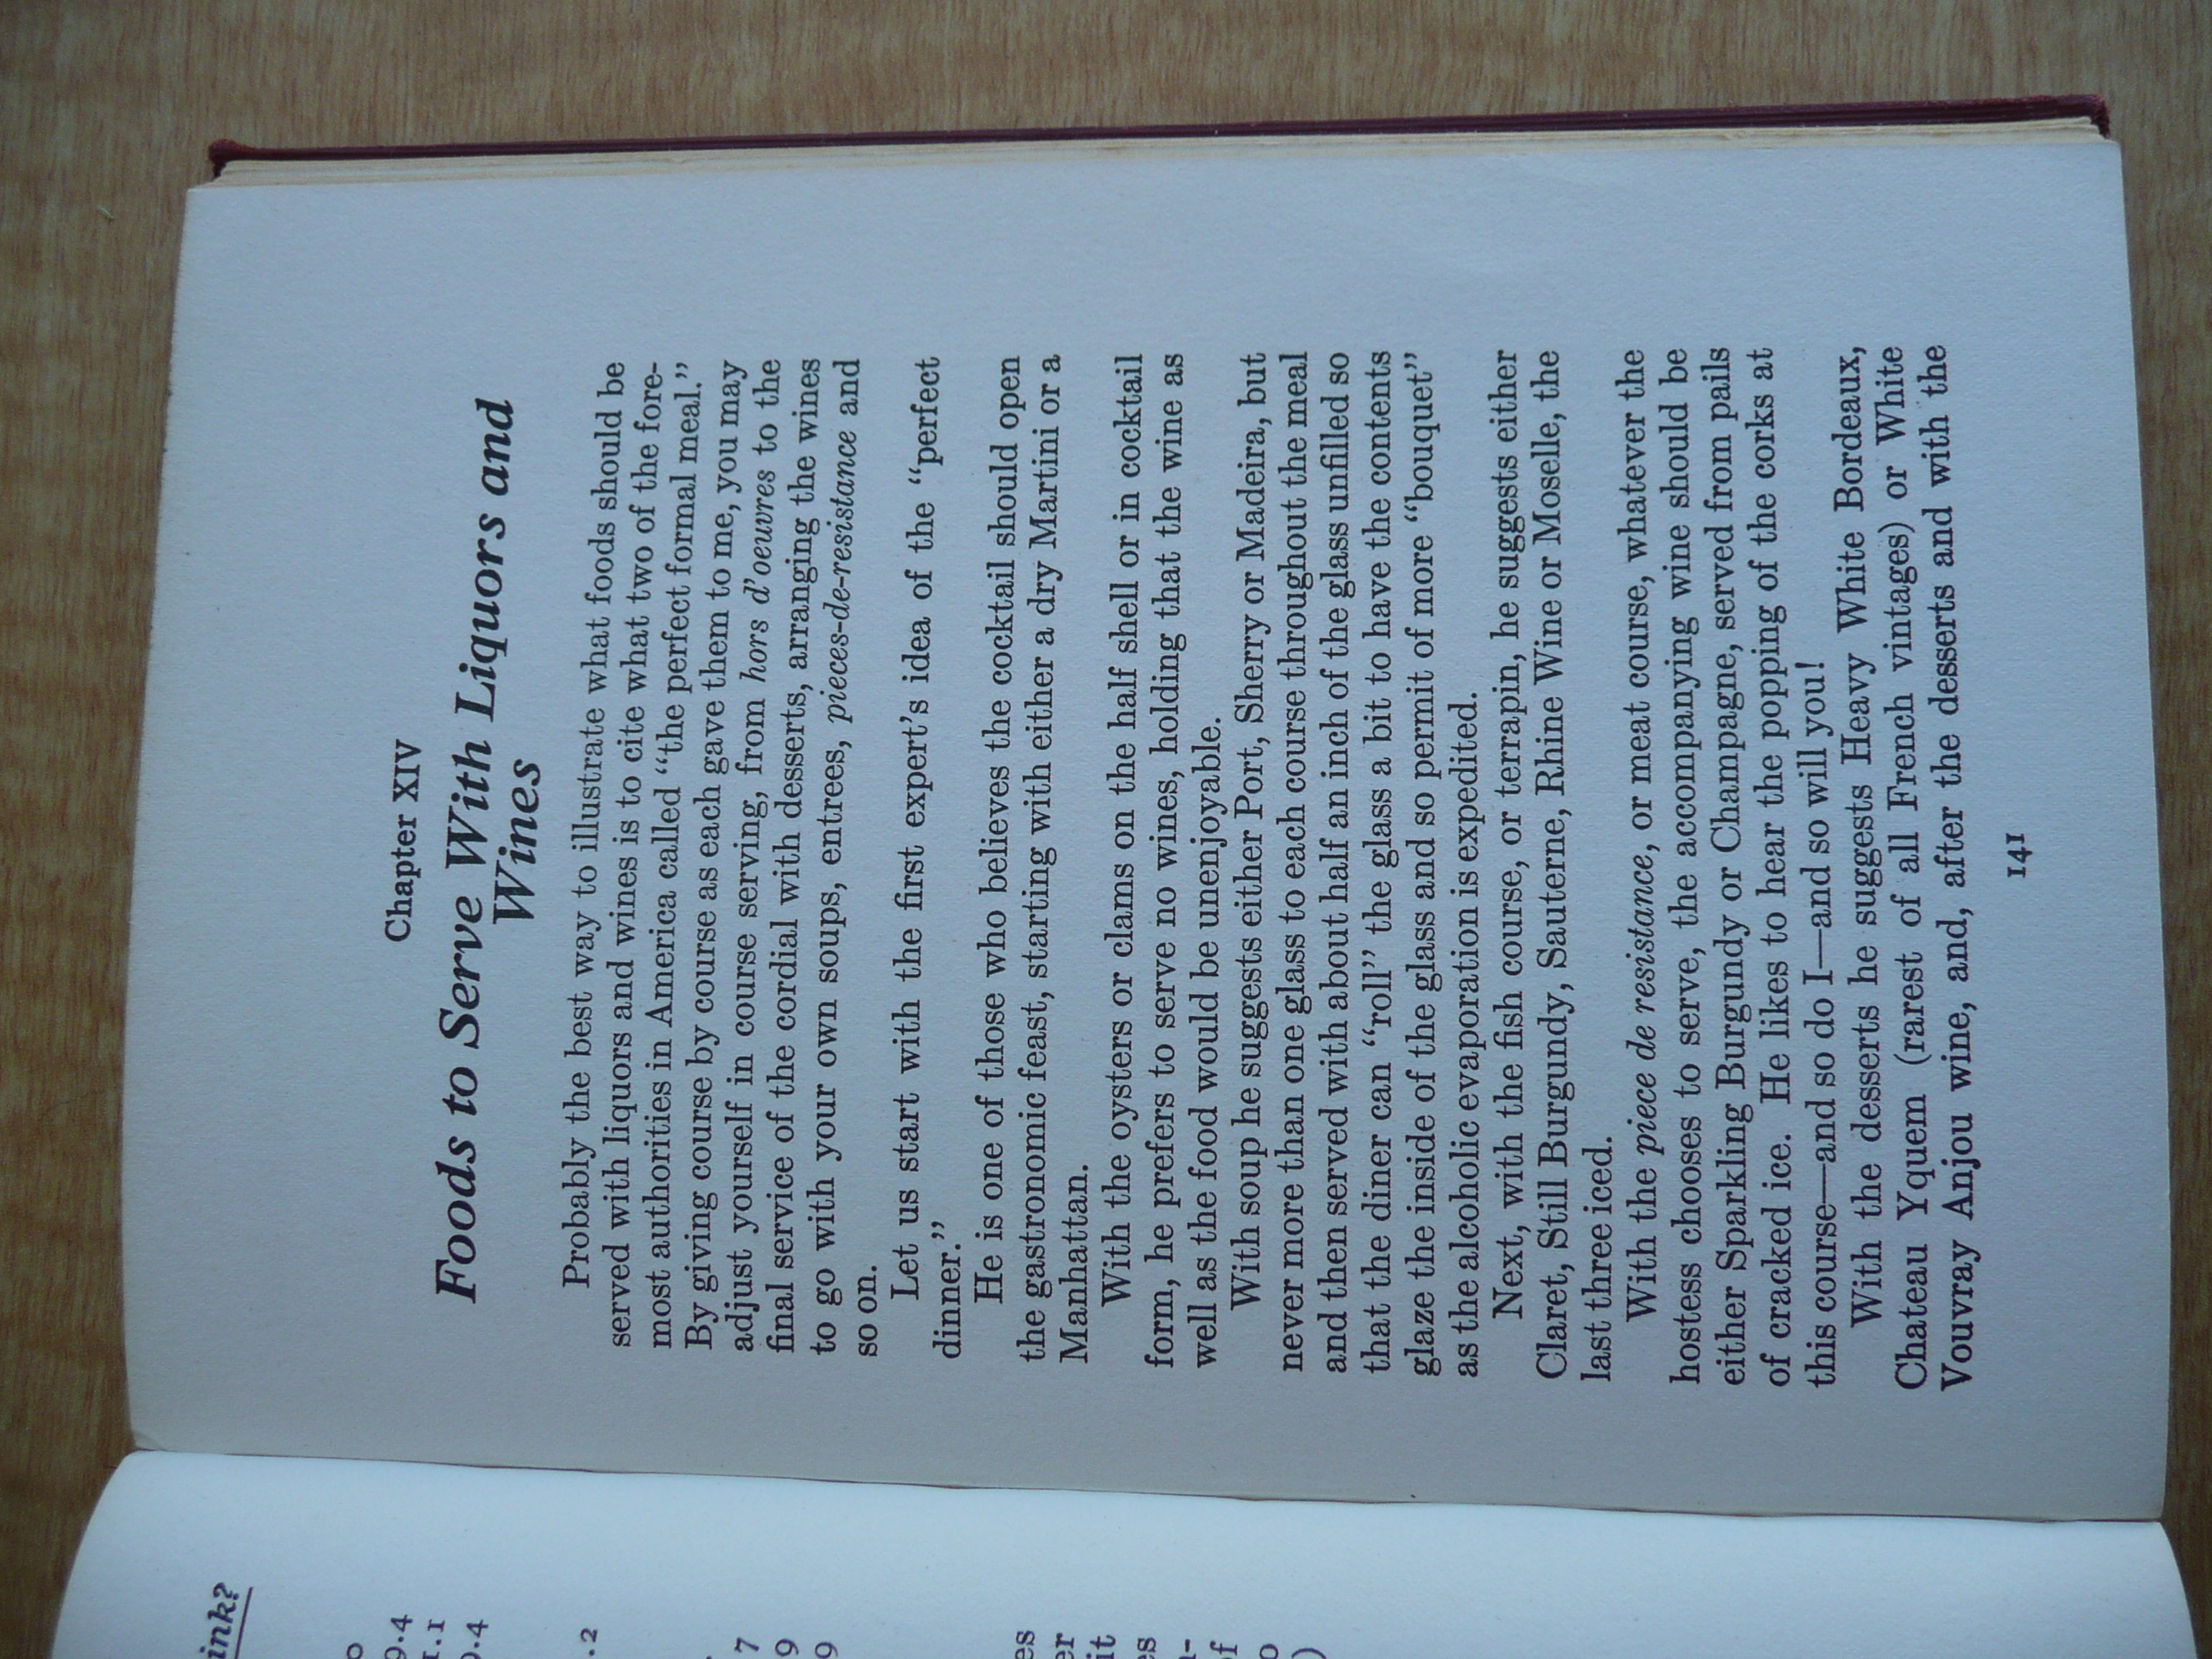 Chapter XIV
Foods to Serve With Liquors and
Wines
Probably the best way to illustrate what foods should be
served with liquors and wines is to cite what two of the fore-
most authorities in America called “the perfect formal meal.”
By giving course by course as each gave them to me, you may
adjust yourself in course serving, from hors d'oeuvres to the
final service of the cordial with desserts, arranging the wines
to go with your own soups, entrees, pieces-de-resistance and
so on.
Let us start with the first expert's idea of the “perfect
dinner.”
He is one of those who believes the cocktail should open
the gastronomic feast, starting with either a dry Martini or a
Manhattan.
With the oysters or clams on the half shell or in cocktail
form, he prefers to serve no wines, holding that the wine as
well as the food would be unenjoyable.
With soup he suggests either Port, Sherry or Madeira, but
never more than one glass to each course throughout the meal
and then served with about half an inch of the glass unfilled so
that the diner can “roll” the glass a bit to have the contents
glaze the inside of the glass and so permit of more “bouquet”
as the alcoholic evaporation is expedited.
Next, with the fish course, or terrapin, he suggests either
Claret, Still Burgundy, Sauterne, Rhine Wine or Moselle, the
last three iced.
With the piece de resistance, or meat course, whatever the
hostess chooses to serve, the accompanying wine should be
either Sparkling Burgundy or Champagne, served from pails
of cracked ice. He likes to hear the popping of the corks at
this course—and so do I—and so will you!
With the desserts he suggests Heavy White Bordeaux,
Chateau Yquem (rarest of all French vintages) or White
Vouvray Anjou wine, and, after the desserts and with the
141